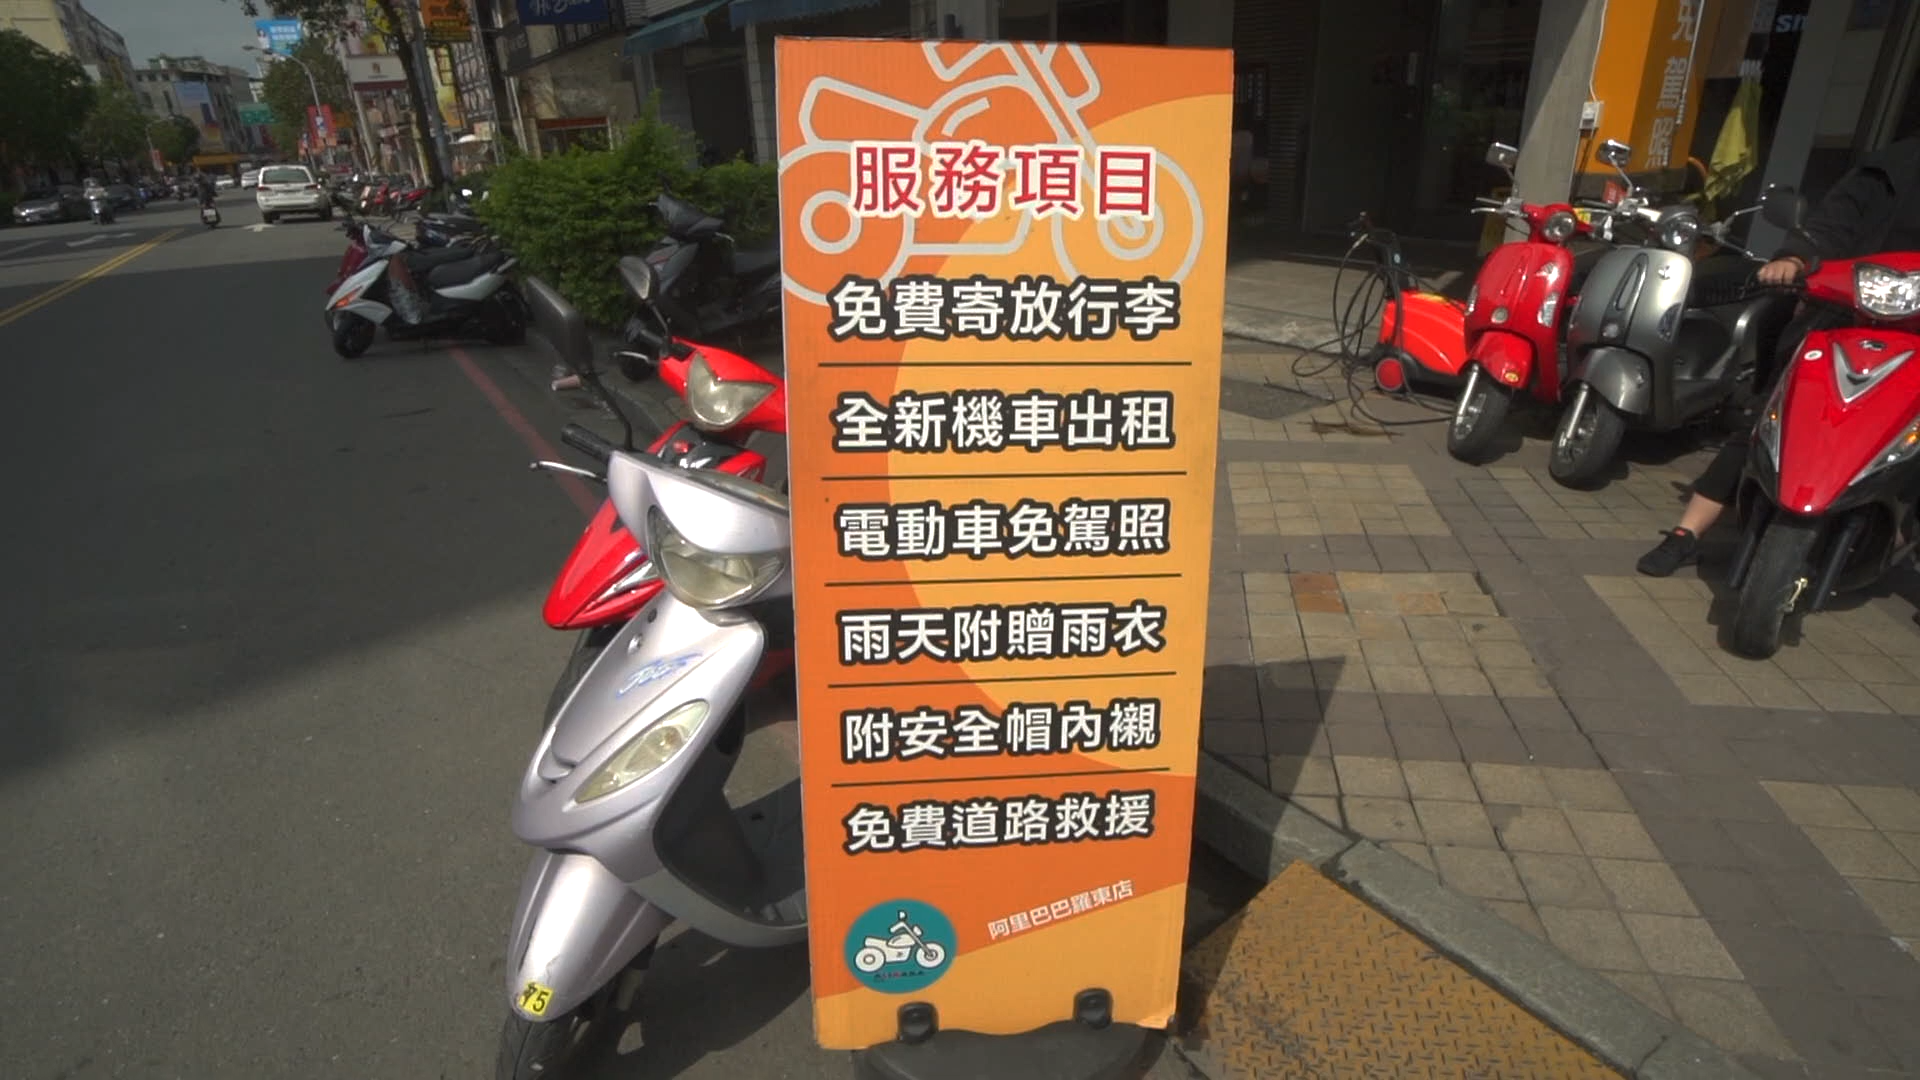 服務項目
免費寄放行李
全新機車出租
電動車免駕照
雨天附贈雨衣
附安全帽內襯
免費道路救援
阿里巴巴羅東店
75